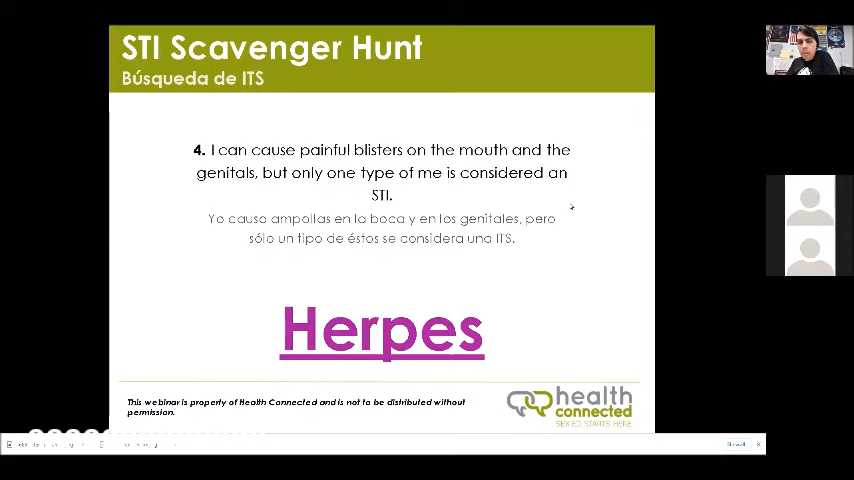 STI Scavenger Hunt
Búsqueda de ITS
4. I can cause painful blisters on the mouth and the
genitals, but only one type of me is considered an
STI.
Yo causo ampollas en la boca y en los genitales, pero
sólo un tipo de éstos se considera una ITS.
Herpes
This webinar is property of Health Connected and is not to be distributed without
permission.
health
connected
SEX ED STARTS HERE
Show all